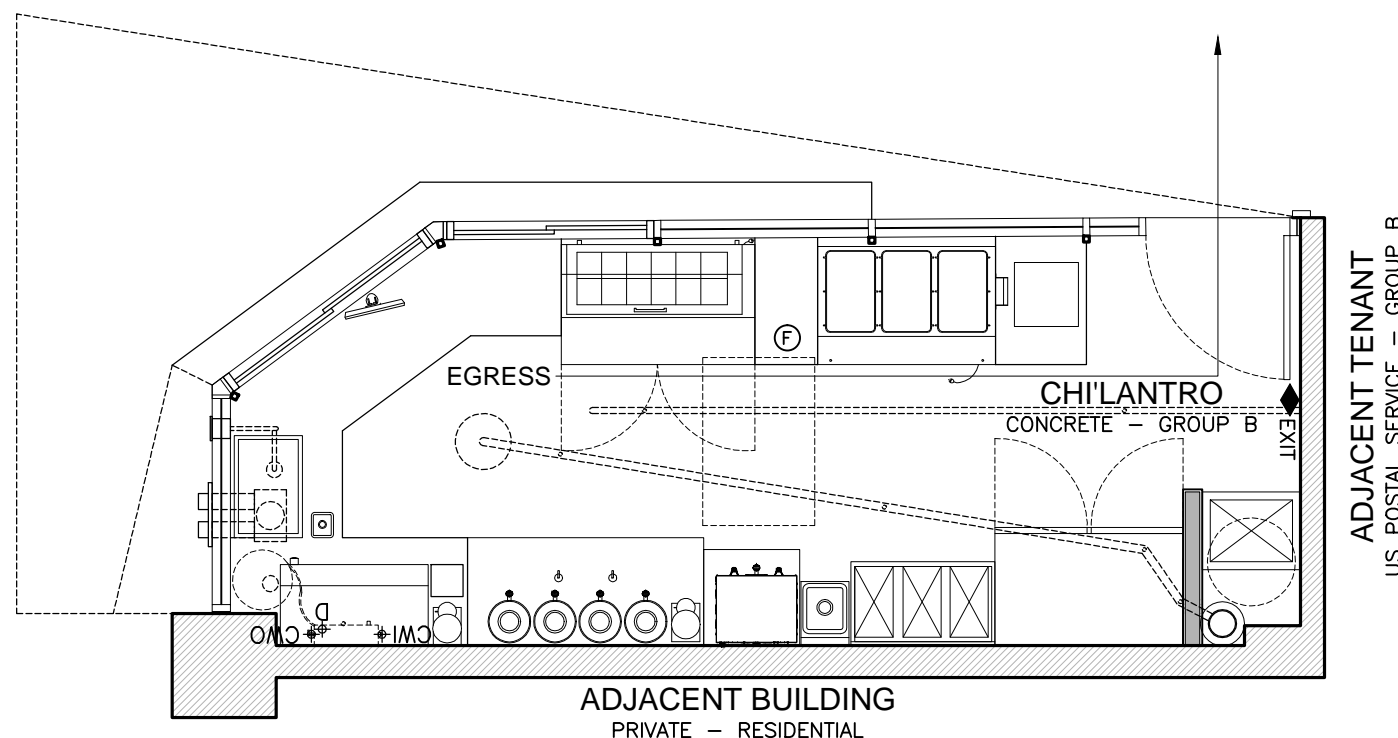 EGRESS
F
CHI'LANTRO
CONCRETE – GROUP B
EXIT
ADJACENT TENANT
US POSTAL SERVICE – GROUP B
D
CWO
CWI
ADJACENT BUILDING
PRIVATE – RESIDENTIAL